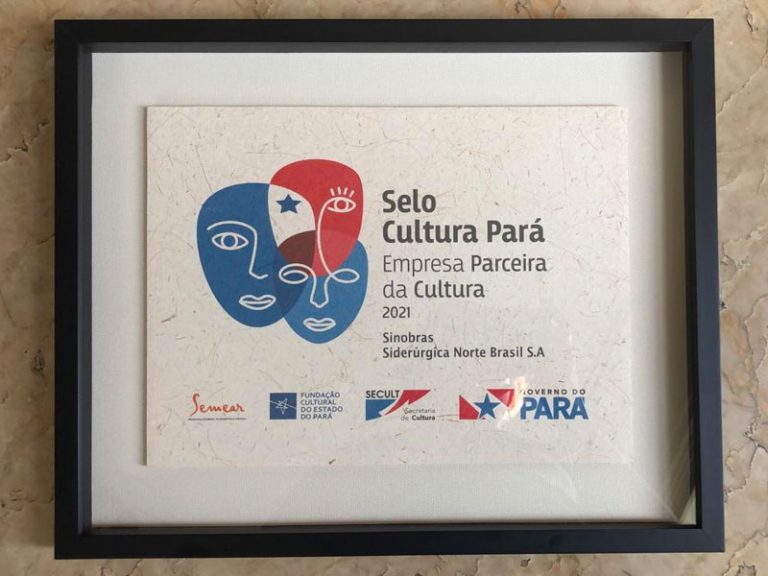 Selo
Cultura Pará
Empresa Parceira
da Cultura
2021
Sinobras
Siderúrgica Norte Brasil S.A
Semear
FUNDAÇÃO
CULTURAL
DO ESTADO
DO PARÁ
SECULT
Secretaria
de Cultura
GOVERNO DO
PARÁ